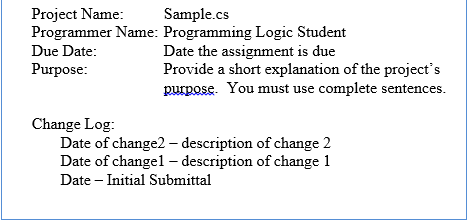 Project Name: Sample.cs
Programmer Name: Programming Logic Student
Due Date: Date the assignment is due
Purpose: Provide a short explanation of the project's
purpose. You must use complete sentences.
Change Log:
Date of change2 – description of change 2
Date of change1 – description of change 1
Date – Initial Submittal